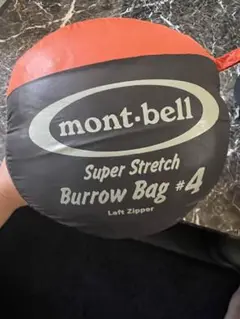 mont·bell
Super Stretch
Burrow Bag #4
Left Zipper